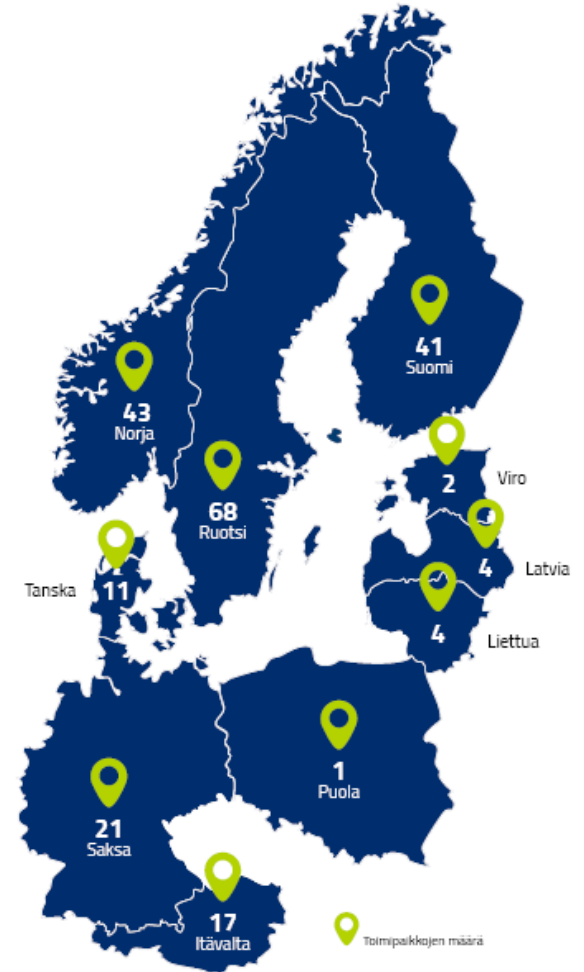 41
Suomi
43
Norja
68
Ruotsi
2
Viro
4
Latvia
Tanska
11
4
Liettua
1
Puola
21
Saksa
17
Itävalta
Toimipaikkojen määrä